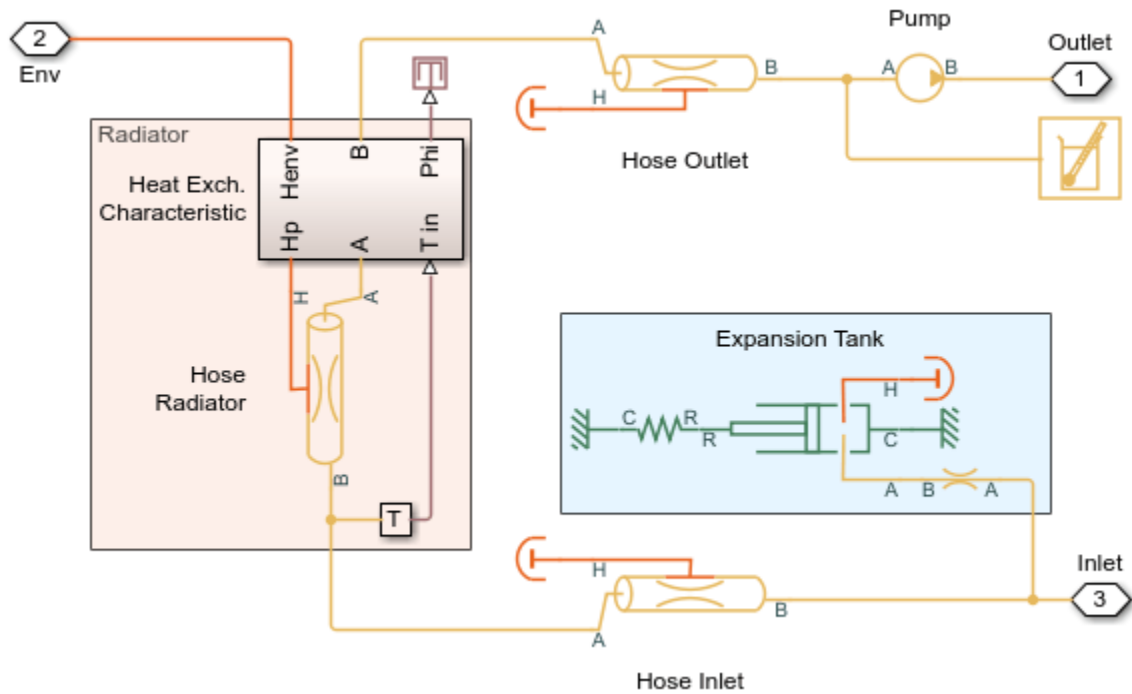 2
Env
A
B
Pump
A
B
Outlet
1
H
Hose Outlet
Radiator
Heat Exch.
Characteristic
Henv
B
Phi
Hp
A
T in
H
A
Hose
Radiator
B
T
Expansion Tank
H
C
R
R
C
A
B
A
H
A
B
Inlet
3
Hose Inlet